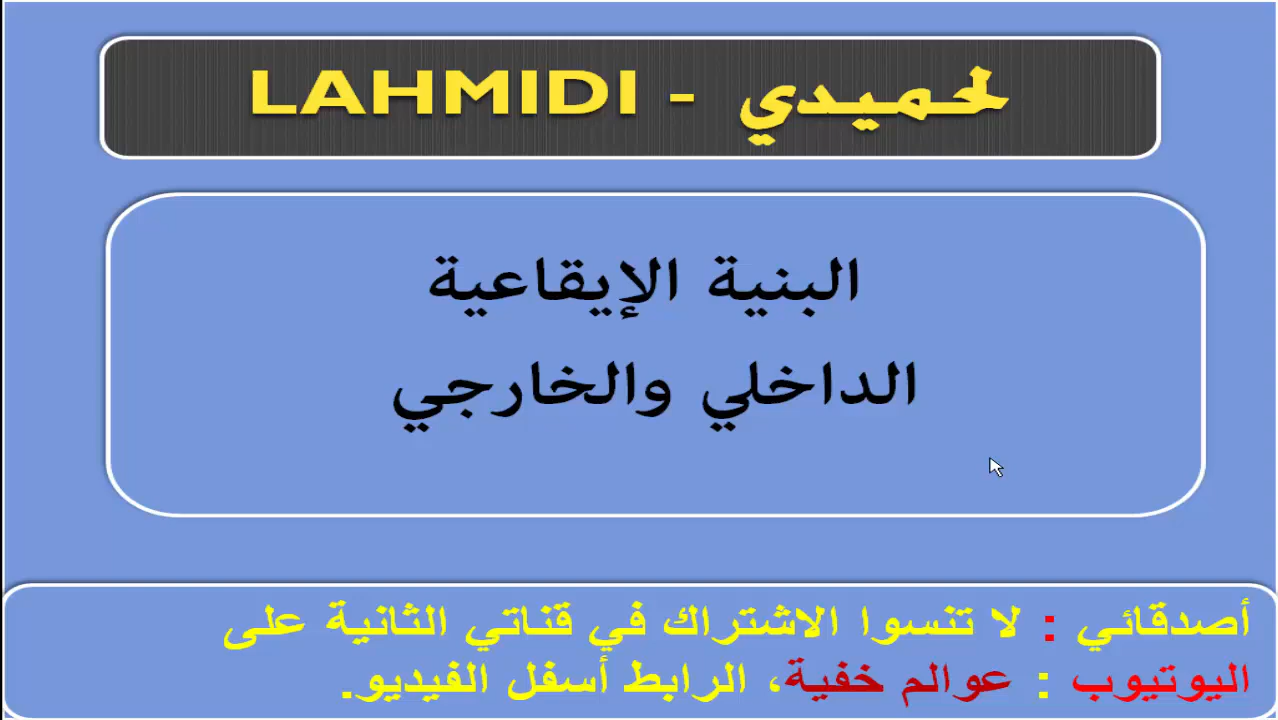 لحميدي - LAHMIDI
البنية الإيقاعية
الداخلي والخارجي
أصدقائي : لا تنسوا الاشتراك في قناتي الثانية على
اليوتيوب : عوالم خفية، الرابط أسفل الفيديو.